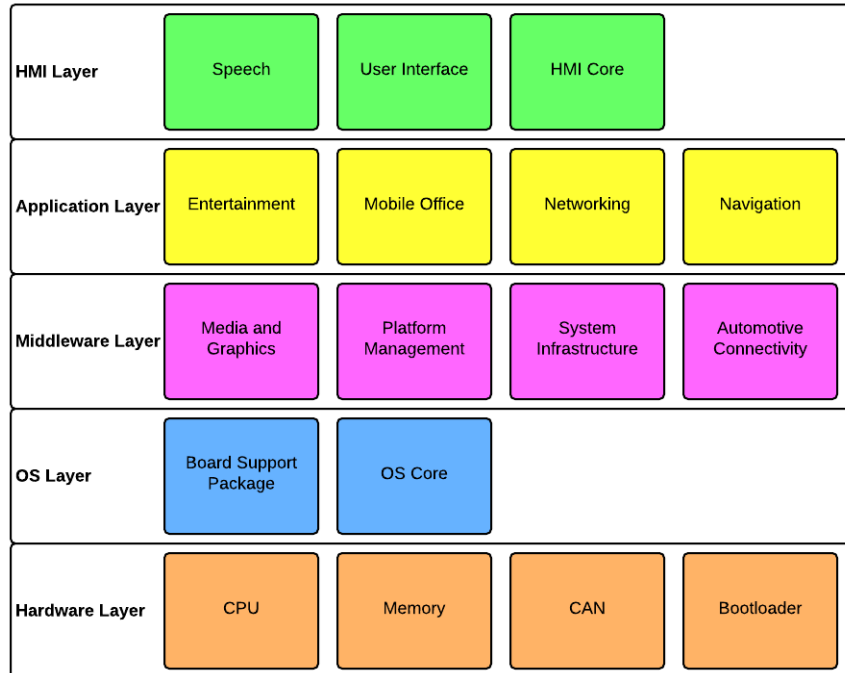 HMI Layer
Speech
User Interface
HMI Core
Application Layer
Entertainment
Mobile Office
Networking
Navigation
Middleware Layer
Media and
Graphics
Platform
Management
System
Infrastructure
Automotive
Connectivity
OS Layer
Board Support
Package
OS Core
Hardware Layer
CPU
Memory
CAN
Bootloader